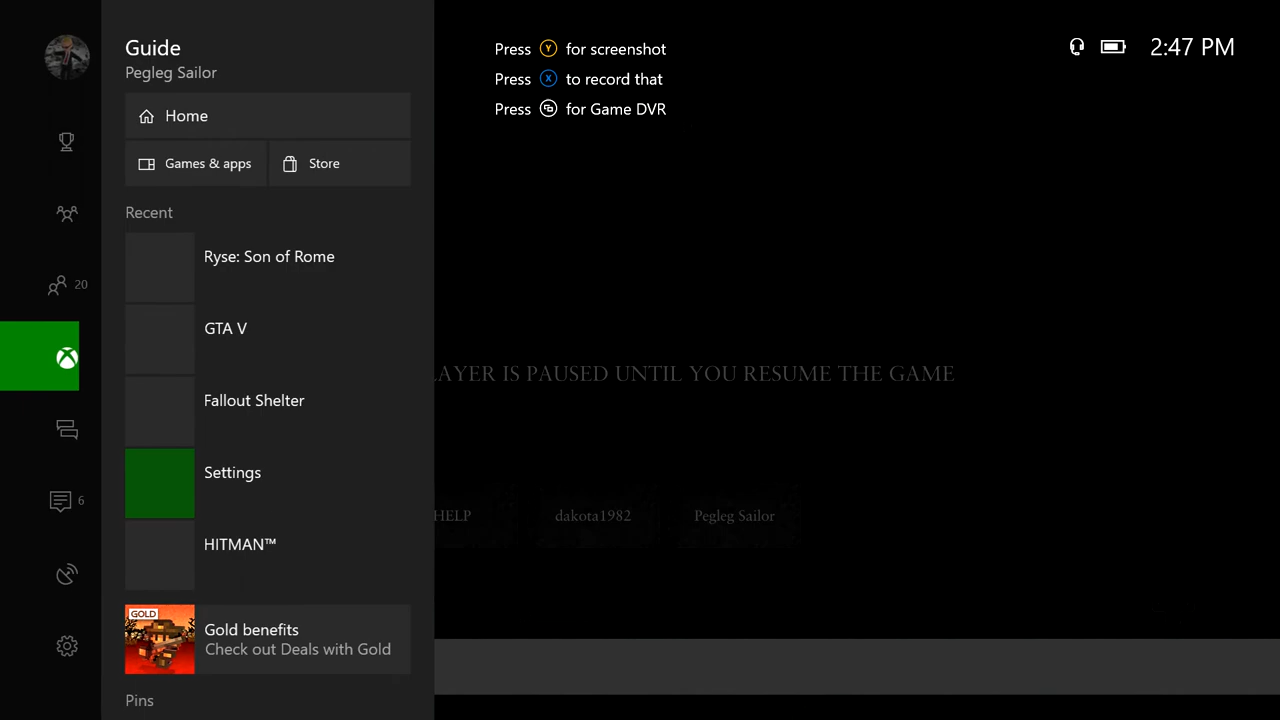 Guide
Pegleg Sailor
Home
Games & apps
Store
Recent
Ryse: Son of Rome
GTA V
Fallout Shelter
Settings
HITMAN™
GOLD
Gold benefits
Check out Deals with Gold
Pins
20
6
Press Y for screenshot
Press X to record that
Press for Game DVR
2:47 PM
IS PAUSED UNTIL YOU RESUME THE GAME
HELP
dakota1982
Pegleg Sailor